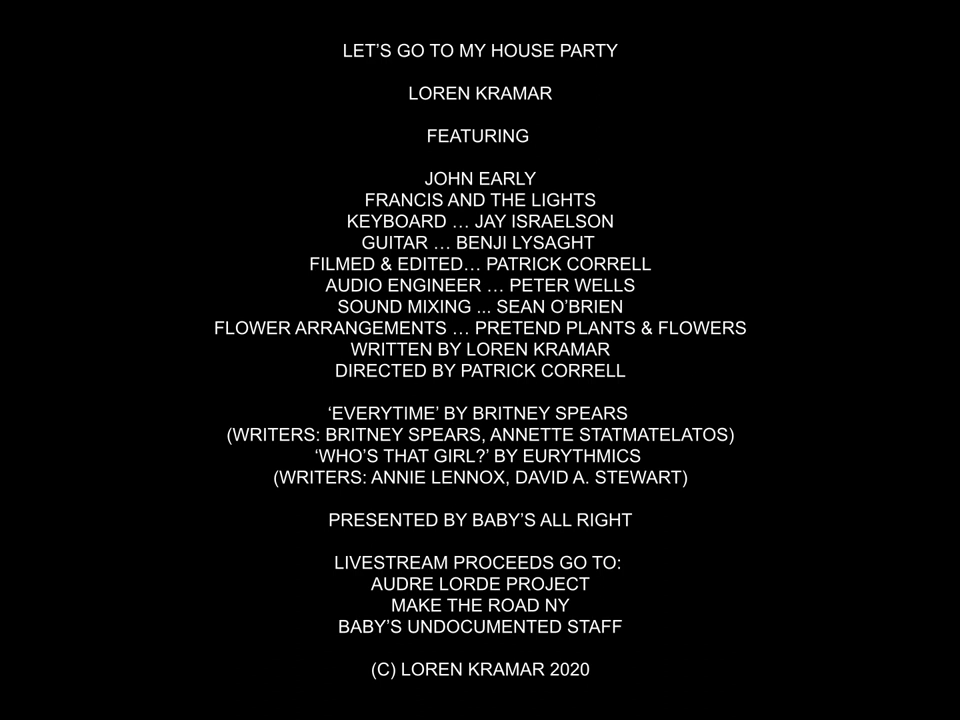 LET’S GO TO MY HOUSE PARTY
LOREN KRAMAR
FEATURING
JOHN EARLY
FRANCIS AND THE LIGHTS
KEYBOARD … JAY ISRAELSON
GUITAR … BENJI LYSAGHT
FILMED & EDITED… PATRICK CORRELL
AUDIO ENGINEER … PETER WELLS
SOUND MIXING ... SEAN O’BRIEN
FLOWER ARRANGEMENTS … PRETEND PLANTS & FLOWERS
WRITTEN BY LOREN KRAMAR
DIRECTED BY PATRICK CORRELL
‘EVERYTIME’ BY BRITNEY SPEARS
(WRITERS: BRITNEY SPEARS, ANNETTE STATMATELATOS)
‘WHO’S THAT GIRL?’ BY EURYTHMICS
(WRITERS: ANNIE LENNOX, DAVID A. STEWART)
PRESENTED BY BABY’S ALL RIGHT
LIVESTREAM PROCEEDS GO TO:
AUDRE LORDE PROJECT
MAKE THE ROAD NY
BABY’S UNDOCUMENTED STAFF
(C) LOREN KRAMAR 2020